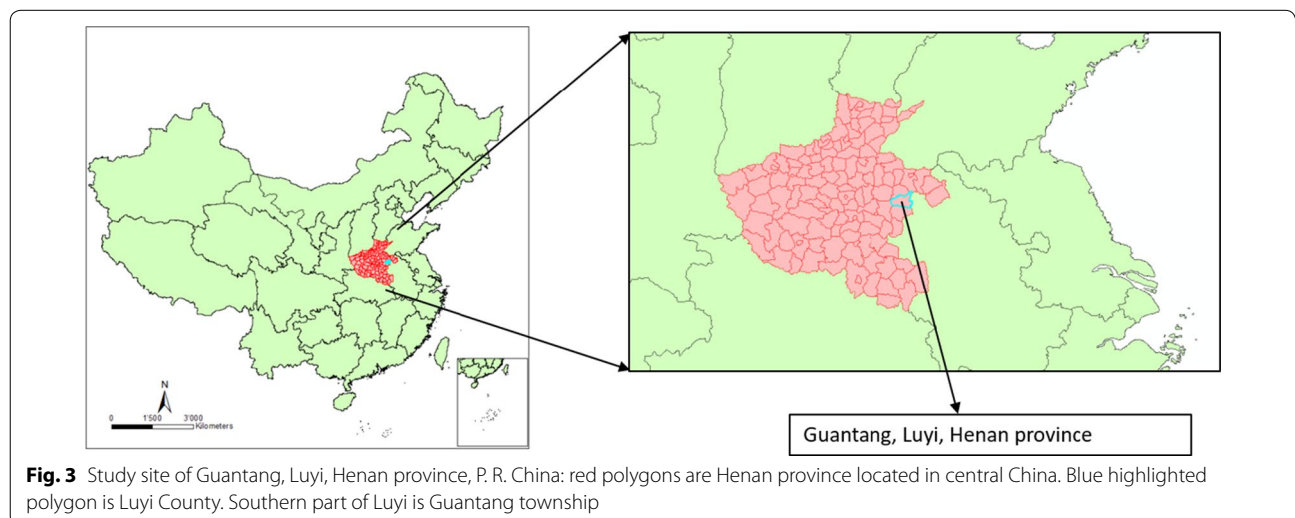 N
0 1'500 3'000
Kilometers
Guantang, Luyi, Henan province
Fig. 3 Study site of Guantang, Luyi, Henan province, P. R. China: red polygons are Henan province located in central China. Blue highlighted
polygon is Luyi County. Southern part of Luyi is Guantang township